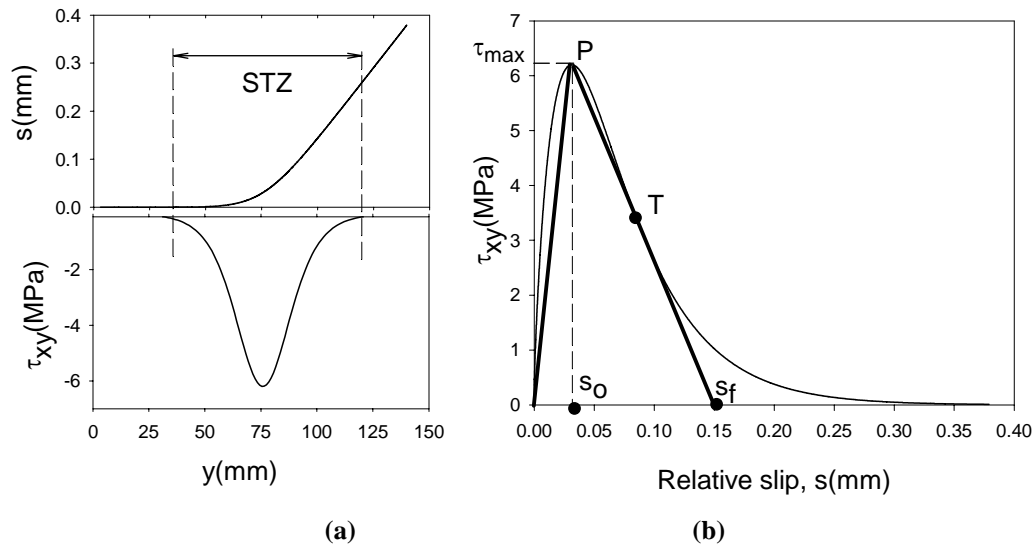 0.4
0.3
0.2
0.1
0.0
s(mm)
STZ
-2
-4
-6
τxy(MPa)
0 25 50 75 100 125 150
y(mm)
(a)
7
6
5
4
3
2
1
0
τmax
P
T
so
sf
τxy(MPa)
0.00 0.05 0.10 0.15 0.20 0.25 0.30 0.35 0.40
Relative slip, s(mm)
(b)